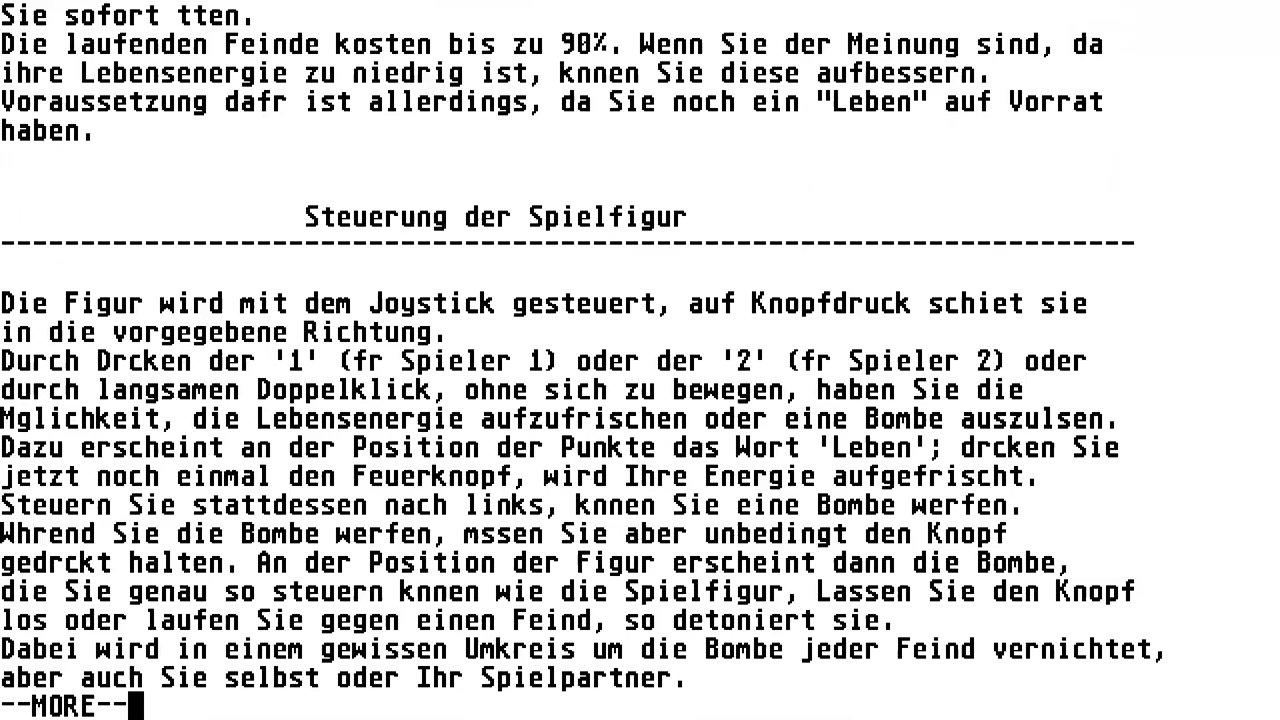 Sie sofort tten.
Die laufenden Feinde kosten bis zu 90%. Wenn Sie der Meinung sind, da
ihre Lebensenergie zu niedrig ist, knnen Sie diese aufbessern.
Voraussetzung dafr ist allerdings, da Sie noch ein "Leben" auf Vorrat
haben.
Steuerung der Spielfigur
-----------------------------------------------------------------------
Die Figur wird mit dem Joystick gesteuert, auf Knopfdruck schiet sie
in die vorgegebene Richtung.
Durch Drcken der '1' (fr Spieler 1) oder der '2' (fr Spieler 2) oder
durch langsamen Doppelklick, ohne sich zu bewegen, haben Sie die
Mglichkeit, die Lebensenergie aufzufrischen oder eine Bombe auszulsen.
Dazu erscheint an der Position der Punkte das Wort 'Leben'; drcken Sie
jetzt noch einmal den Feuerknopf, wird Ihre Energie aufgefrischt.
Steuern Sie stattdessen nach links, knnen Sie eine Bombe werfen.
Whrend Sie die Bombe werfen, mssen Sie aber unbedingt den Knopf
gedrckt halten. An der Position der Figur erscheint dann die Bombe,
die Sie genau so steuern knnen wie die Spielfigur, Lassen Sie den Knopf
los oder laufen Sie gegen einen Feind, so detoniert sie.
Dabei wird in einem gewissen Umkreis um die Bombe jeder Feind vernichtet,
aber auch Sie selbst oder Ihr Spielpartner.
--MORE--